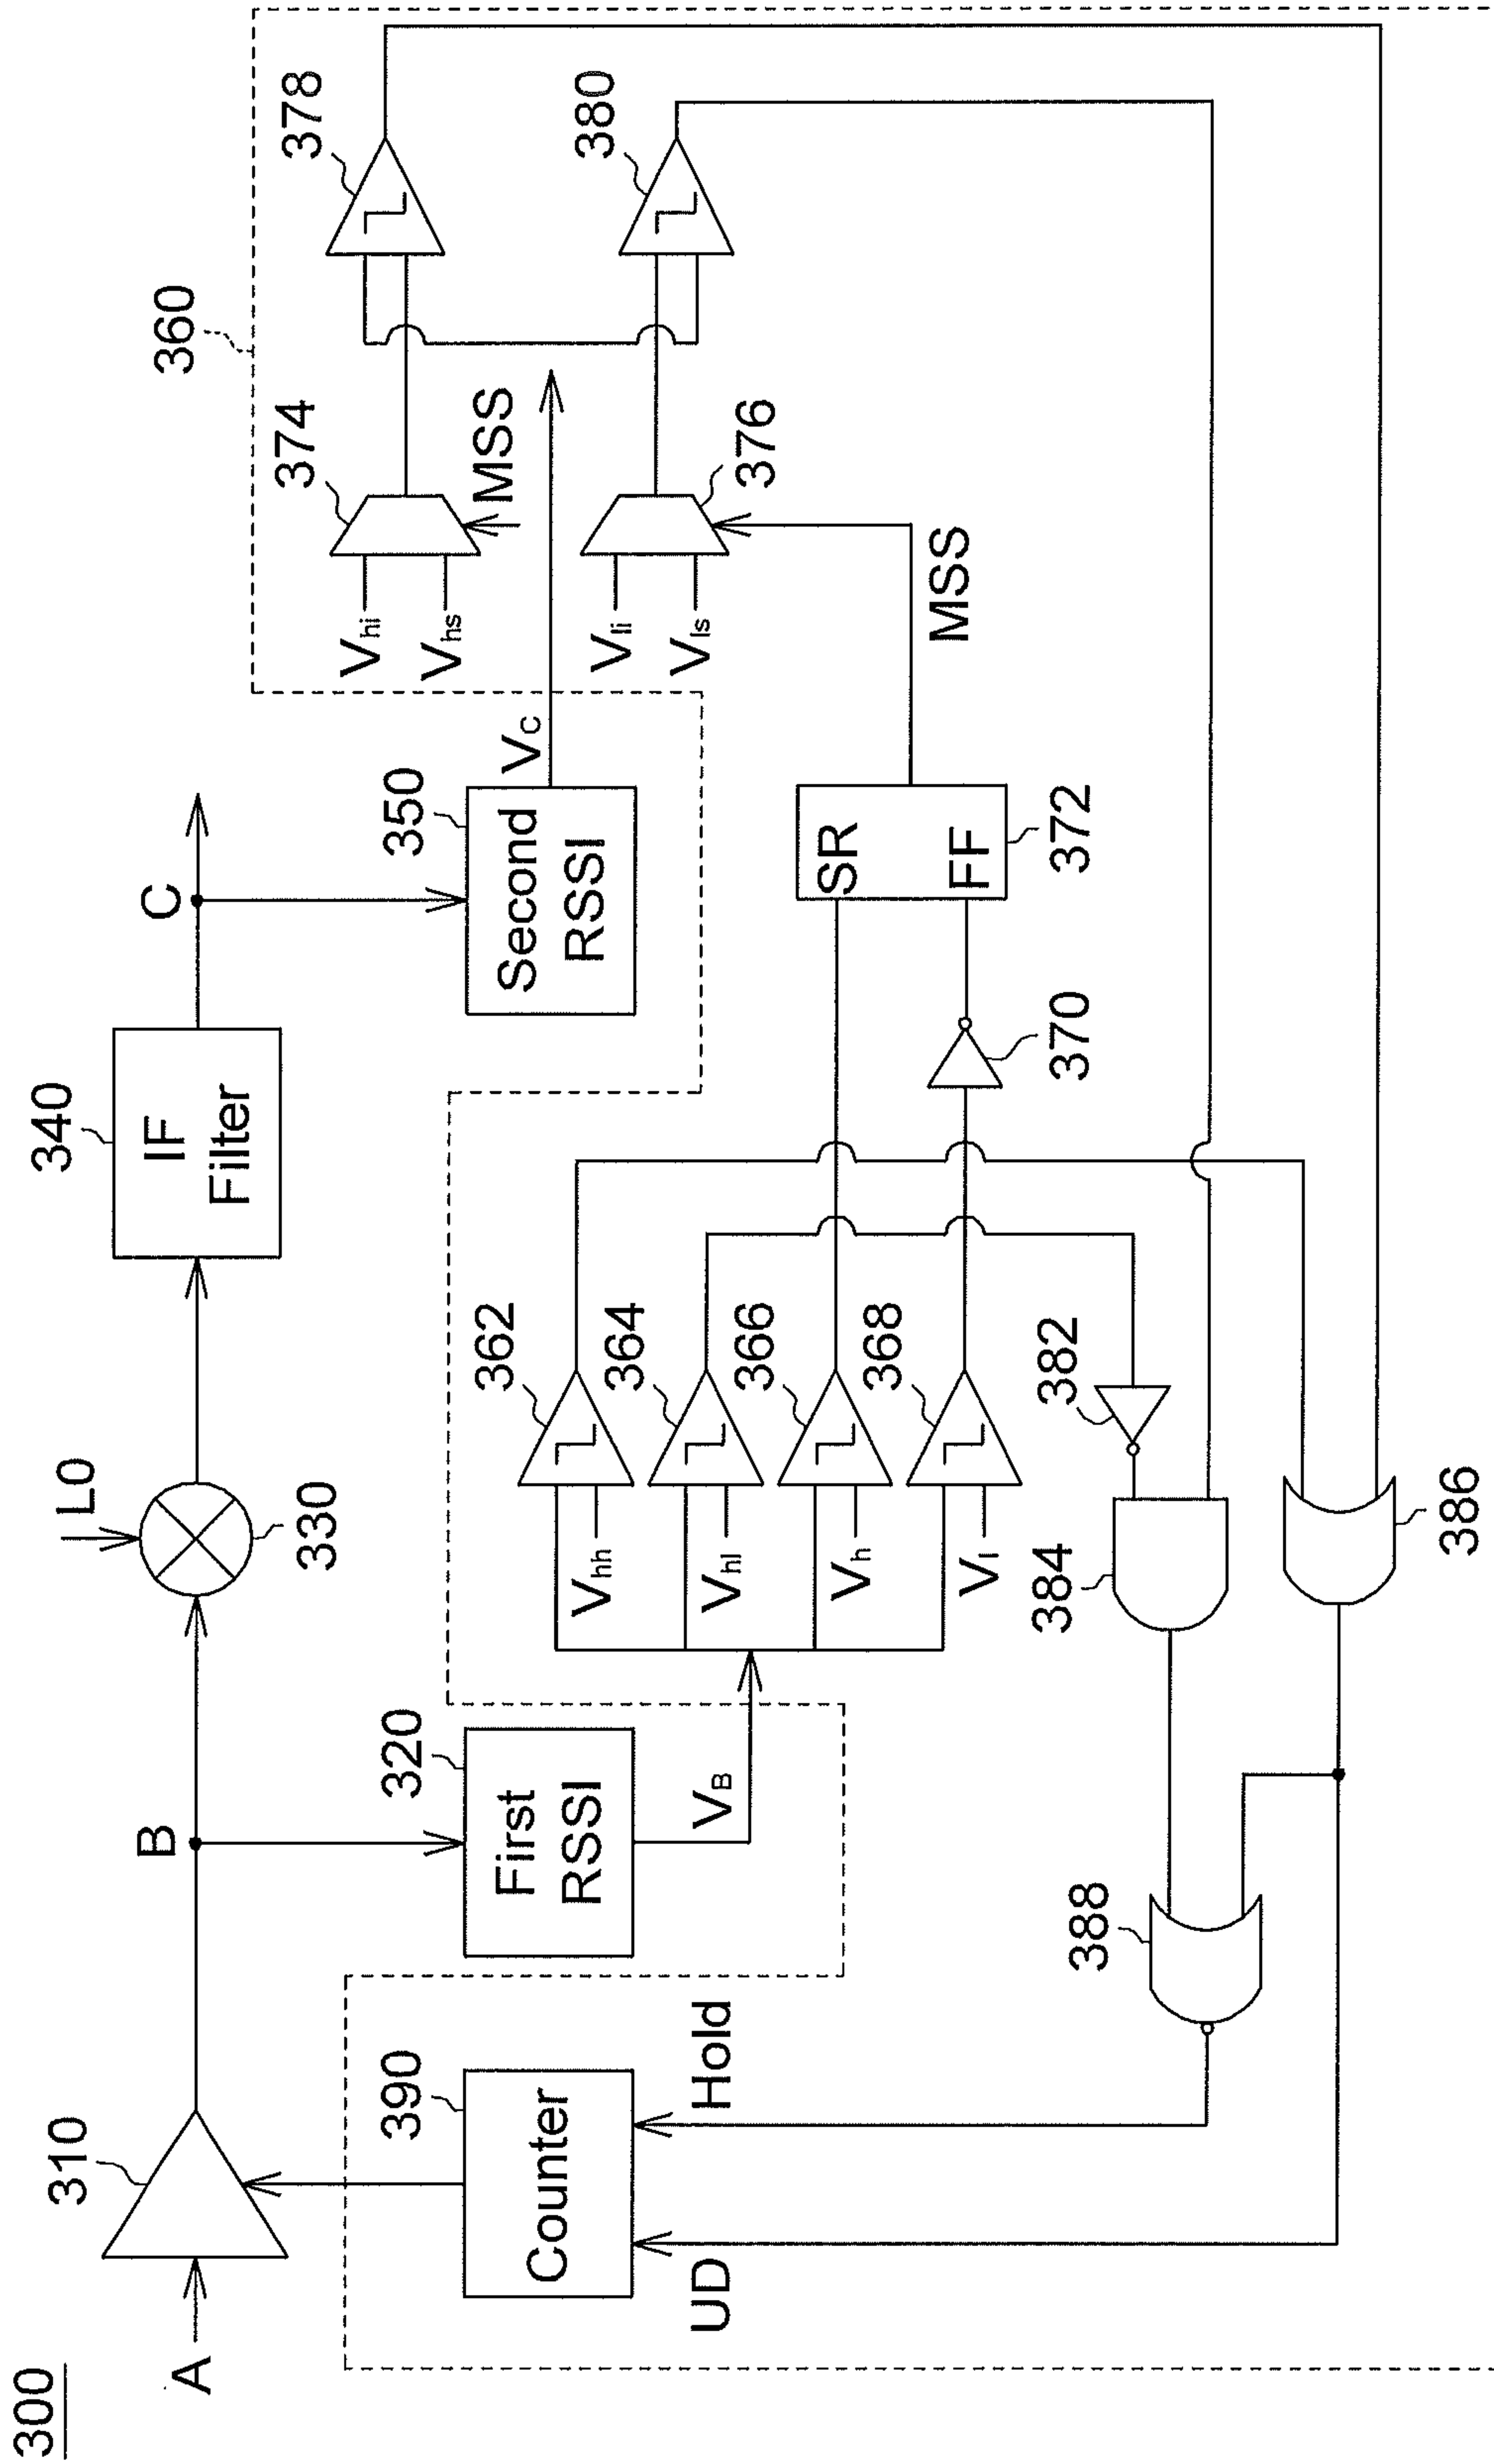 300
310
A
B
L0
330
340
IF
Filter
C
360
390
Counter
UD
Hold
320
First
RSSI
VB
350
Second
RSSI
VC
374
Vhi
Vhs
MSS
378
376
Vli
Vls
MSS
380
362
Vhh
364
Vhl
366
Vh
368
Vl
370
SR
FF
372
382
384
386
388